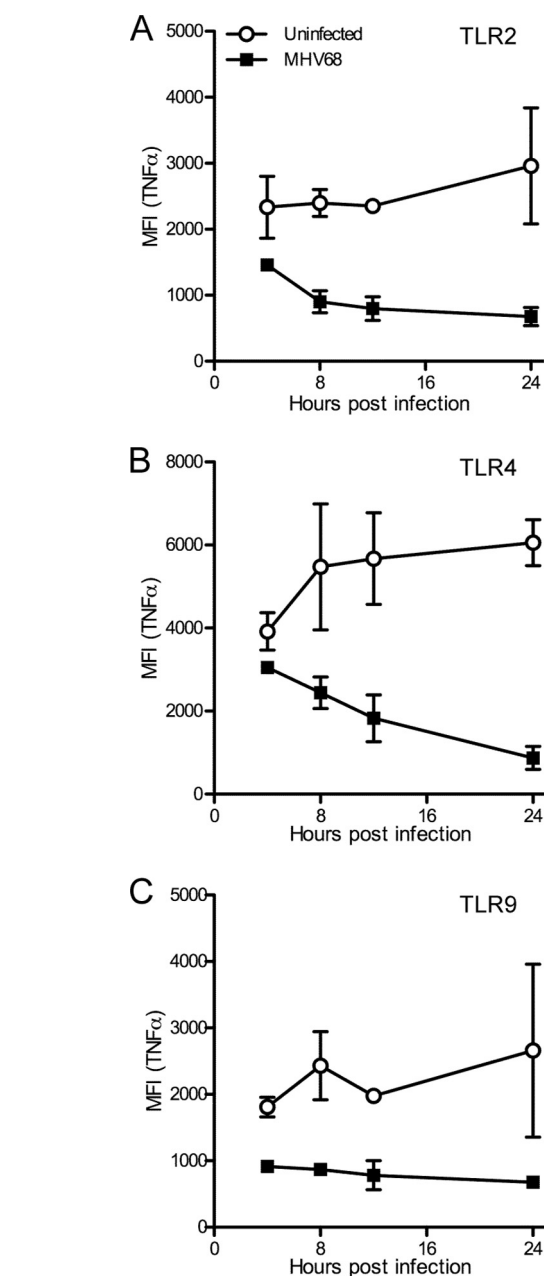 A
TLR2
Uninfected
MHV68
5000
4000
3000
2000
1000
0
MFI (TNFα)
0 8 16 24
Hours post infection
B
TLR4
8000
6000
4000
2000
0
MFI (TNFα)
0 8 16 24
Hours post infection
C
TLR9
5000
4000
3000
2000
1000
0
MFI (TNFα)
0 8 16 24
Hours post infection